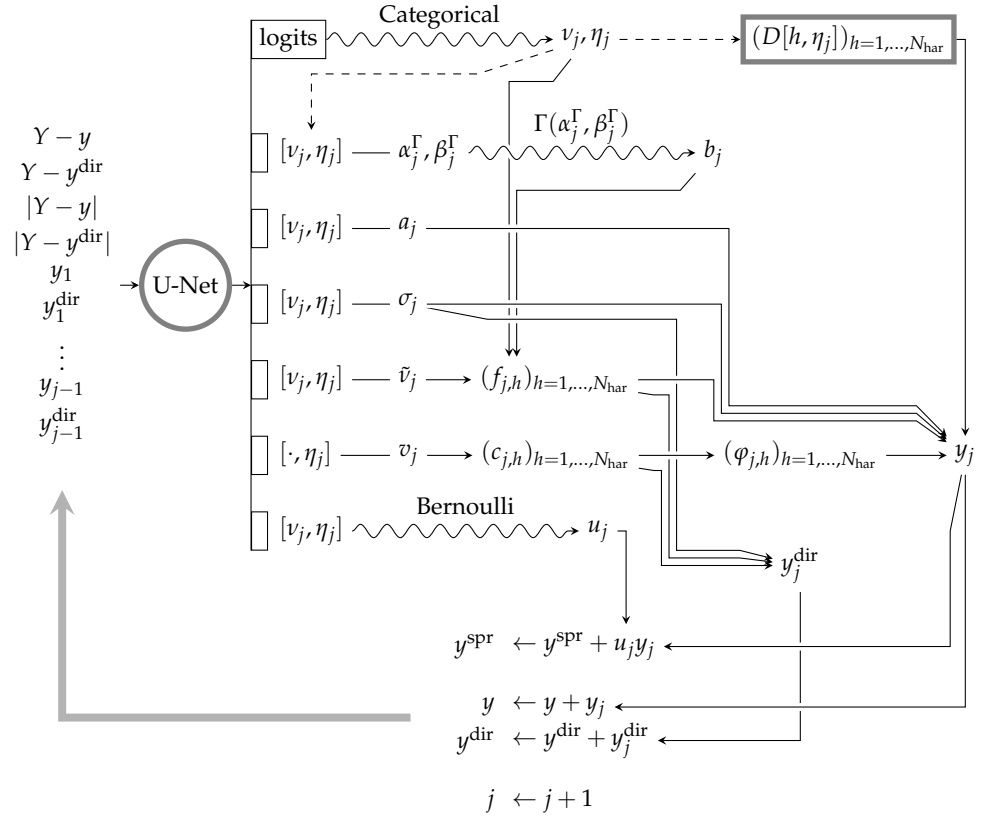 Categorical
logits ν_j, η_j (D[h, η_j])_{h=1,...,N_har}
Γ(α_j^Γ, β_j^Γ)
[ν_j, η_j] α_j^Γ, β_j^Γ b_j
Y − y
Y − y^dir
|Y − y|
|Y − y^dir|
y_1
y_1^dir
⋮
y_{j−1}
y_{j−1}^dir
U-Net
[ν_j, η_j] a_j
[ν_j, η_j] σ_j
[ν_j, η_j] ν̃_j (f_{j,h})_{h=1,...,N_har}
[·, η_j] v_j (c_{j,h})_{h=1,...,N_har} (φ_{j,h})_{h=1,...,N_har} y_j
Bernoulli
[ν_j, η_j] u_j
y_j^dir
y^spr ← y^spr + u_j y_j
y ← y + y_j
y^dir ← y^dir + y_j^dir
j ← j + 1